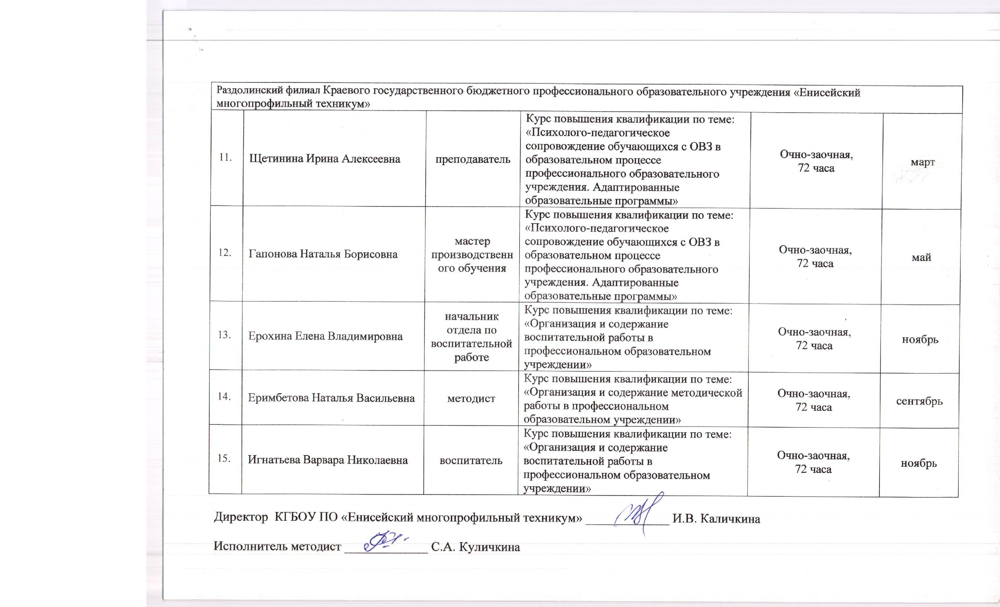 Раздолинский филиал Краевого государственного бюджетного профессионального образовательного учреждения «Енисейский
многопрофильный техникум»
11.
Щетинина Ирина Алексеевна
преподаватель
Курс повышения квалификации по теме:
«Психолого-педагогическое
сопровождение обучающихся с ОВЗ в
образовательном процессе
профессионального образовательного
учреждения. Адаптированные
образовательные программы»
Очно-заочная,
72 часа
март
12.
Гапонова Наталья Борисовна
мастер
производственн
ого обучения
Курс повышения квалификации по теме:
«Психолого-педагогическое
сопровождение обучающихся с ОВЗ в
образовательном процессе
профессионального образовательного
учреждения. Адаптированные
образовательные программы»
Очно-заочная,
72 часа
май
13.
Ерохина Елена Владимировна
начальник
отдела по
воспитательной
работе
Курс повышения квалификации по теме:
«Организация и содержание
воспитательной работы в
профессиональном образовательном
учреждении»
Очно-заочная,
72 часа
ноябрь
14.
Еримбетова Наталья Васильевна
методист
Курс повышения квалификации по теме:
«Организация и содержание методической
работы в профессиональном
образовательном учреждении»
Очно-заочная,
72 часа
сентябрь
15.
Игнатьева Варвара Николаевна
воспитатель
Курс повышения квалификации по теме:
«Организация и содержание
воспитательной работы в
профессиональном образовательном
учреждении»
Очно-заочная,
72 часа
ноябрь
Директор КГБОУ ПО «Енисейский многопрофильный техникум» ______________ И.В. Каличкина
Исполнитель методист ______________ С.А. Куличкина